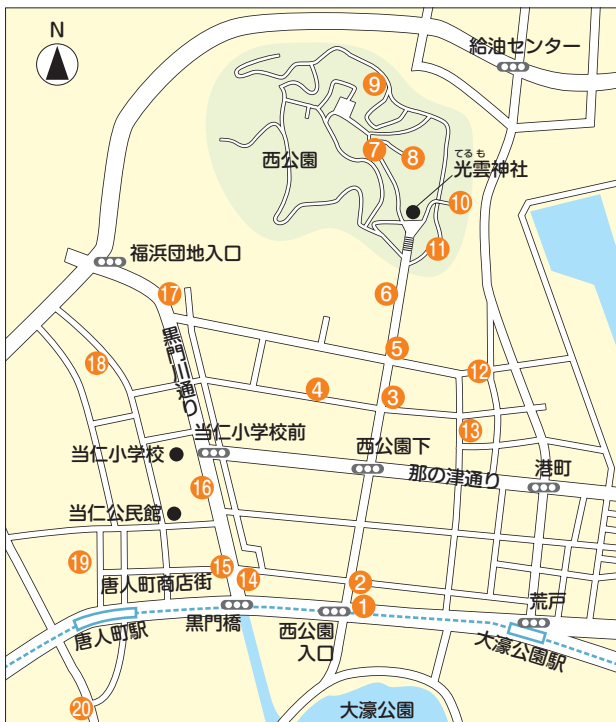 N
給油センター
9
西公園
7
8
てるも
光雲神社
10
11
福浜団地入口
17
6
黒門川通り
5
18
12
4
3
13
当仁小学校前
西公園下
当仁小学校
那の津通り
港町
16
当仁公民館
19
唐人町商店街
15
14
2
1
荒戸
唐人町駅
黒門橋
西公園
入口
大濠公園駅
20
大濠公園